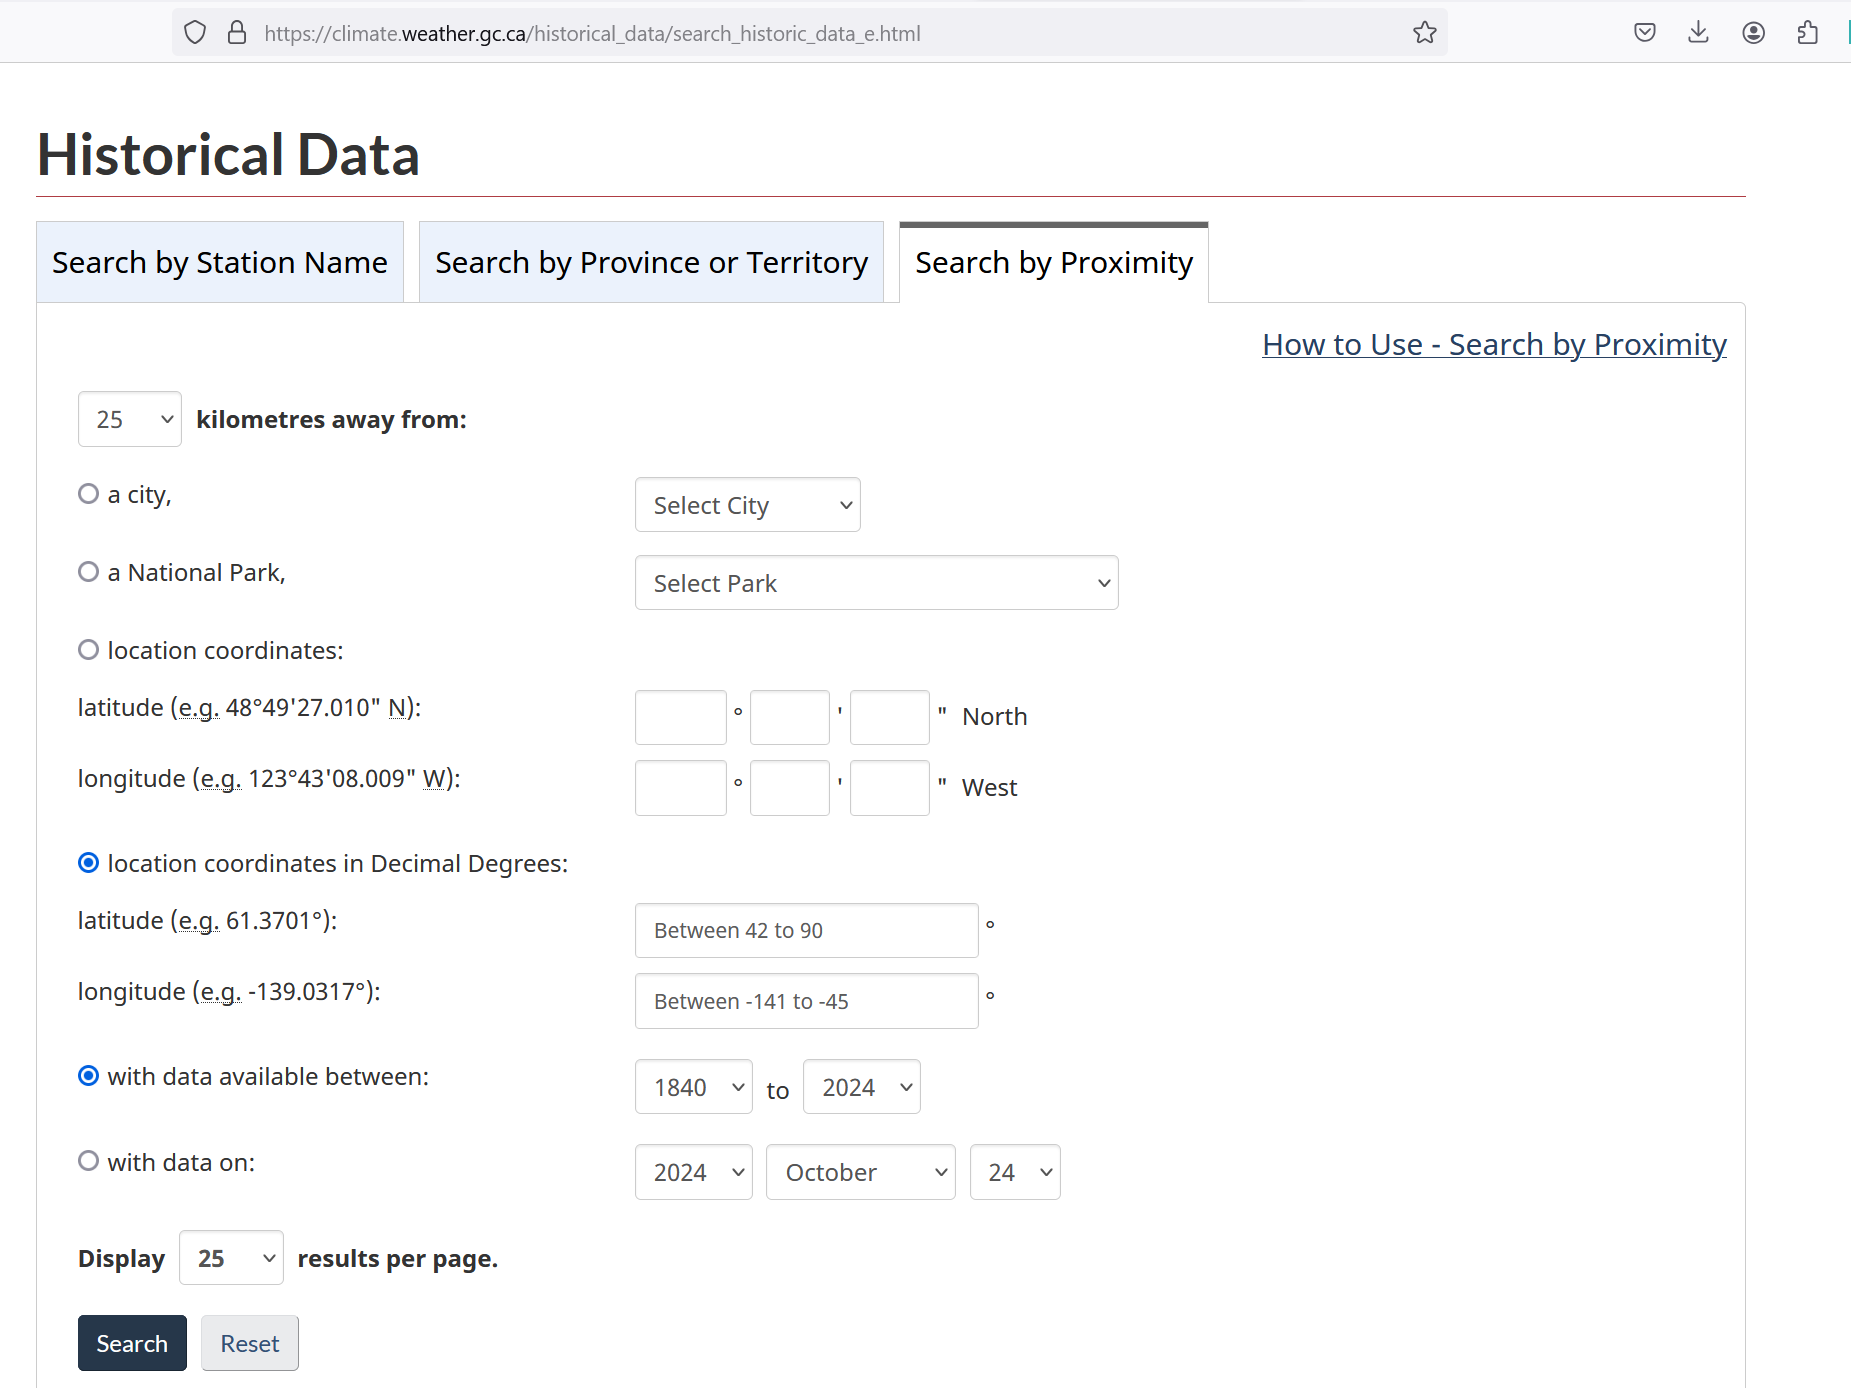 https://climate.weather.gc.ca/historical_data/search_historic_data_e.html
Historical Data
Search by Station Name Search by Province or Territory Search by Proximity
How to Use - Search by Proximity
25 kilometres away from:
a city, Select City
a National Park, Select Park
location coordinates:
latitude (e.g. 48°49'27.010" N): ° ' " North
longitude (e.g. 123°43'08.009" W): ° ' " West
location coordinates in Decimal Degrees:
latitude (e.g. 61.3701°): Between 42 to 90 °
longitude (e.g. -139.0317°): Between -141 to -45 °
with data available between: 1840 to 2024
with data on: 2024 October 24
Display 25 results per page.
Search Reset